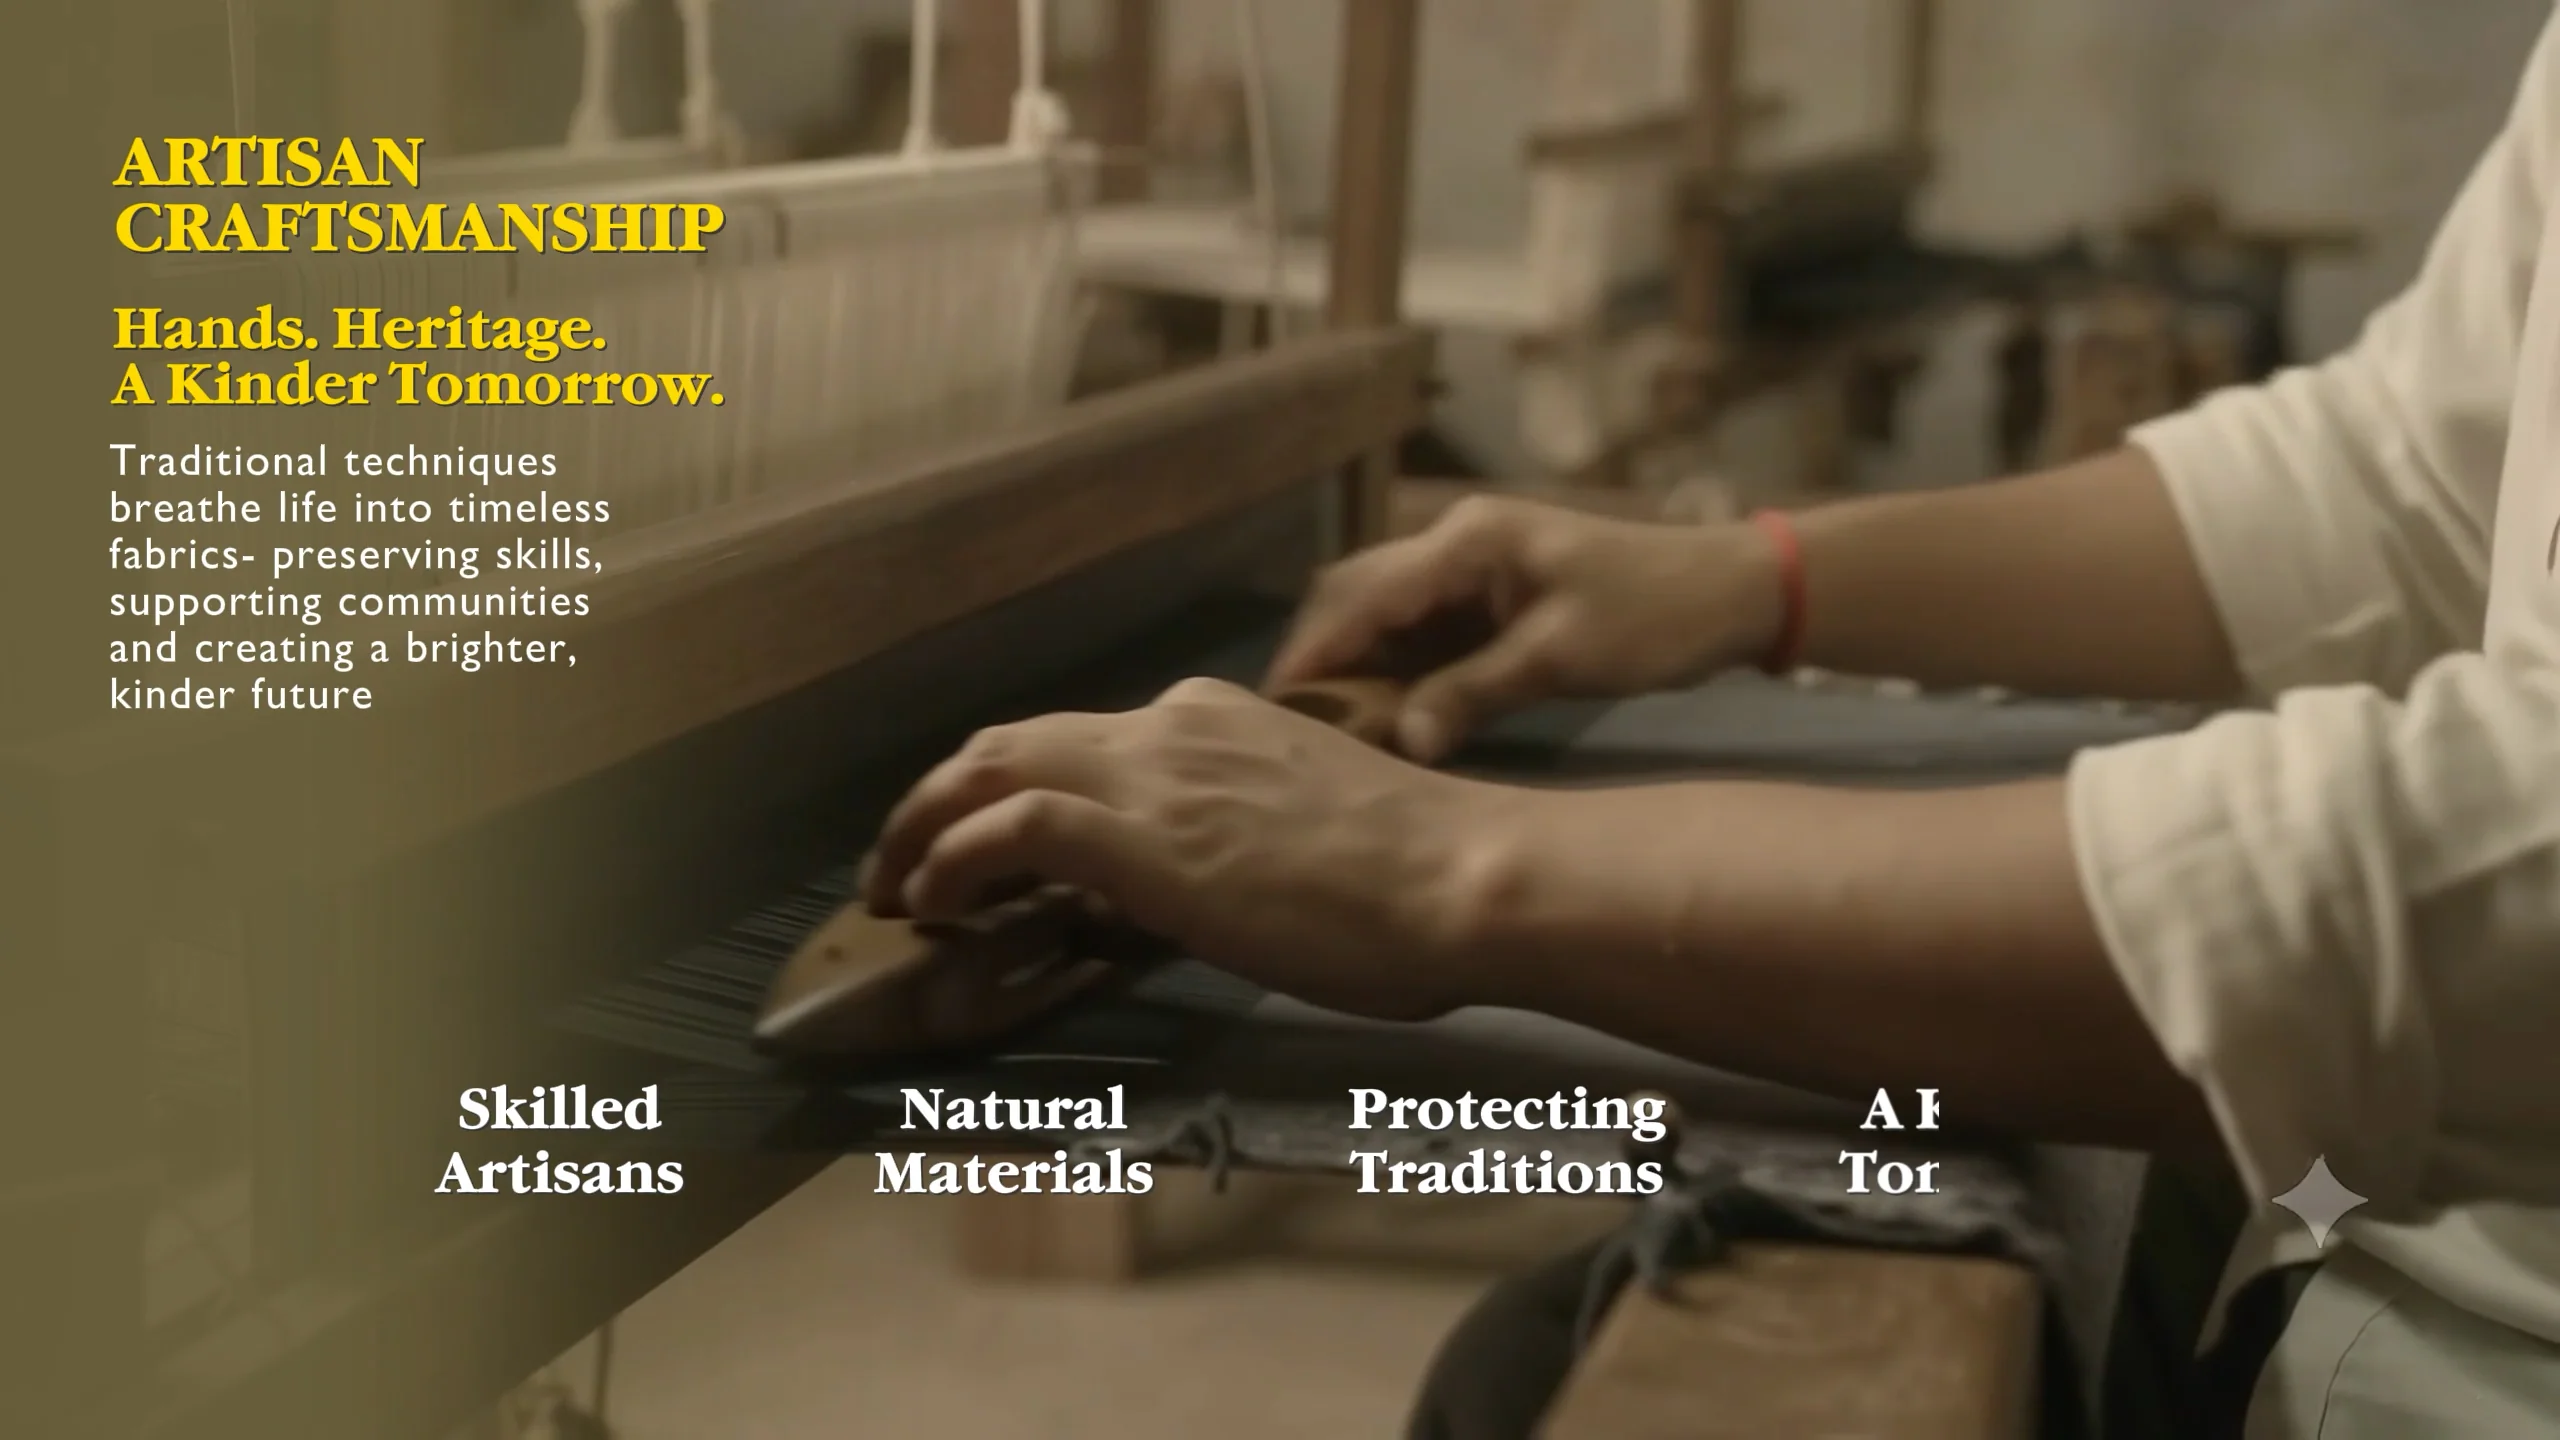 ARTISAN
CRAFTSMANSHIP
Hands. Heritage.
A Kinder Tomorrow.
Traditional techniques
breathe life into timeless
fabrics- preserving skills,
supporting communities
and creating a brighter,
kinder future
Skilled
Artisans
Natural
Materials
Protecting
Traditions
A